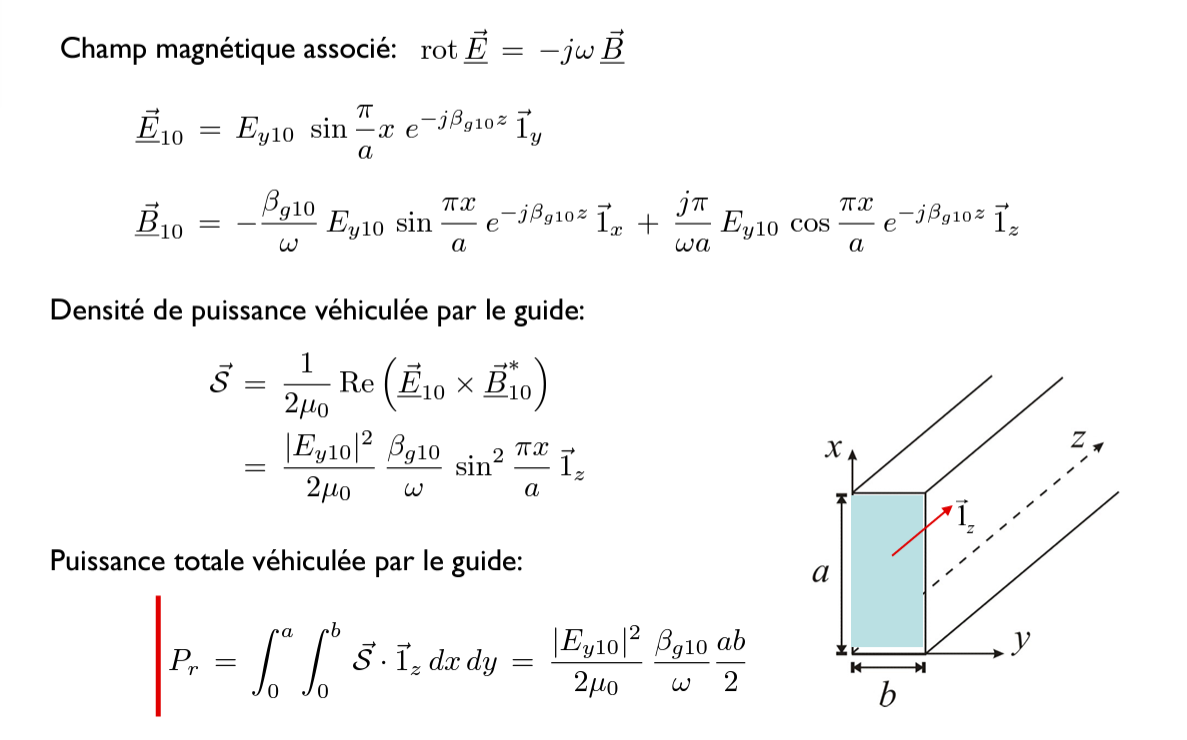 Champ magnétique associé: rot $\underline{\vec{E}} = -j\omega\,\underline{\vec{B}}$
$\underline{\vec{E}}_{10} = E_{y10} \sin\frac{\pi}{a}x \; e^{-j\beta_{g10}z} \, \vec{1}_y$
$\underline{\vec{B}}_{10} = -\frac{\beta_{g10}}{\omega} E_{y10} \sin\frac{\pi x}{a} \, e^{-j\beta_{g10}z} \, \vec{1}_x + \frac{j\pi}{\omega a} E_{y10} \cos\frac{\pi x}{a} \, e^{-j\beta_{g10}z} \, \vec{1}_z$
Densité de puissance véhiculée par le guide:
$\vec{\mathcal{S}} = \frac{1}{2\mu_0} \mathrm{Re}\left(\underline{\vec{E}}_{10} \times \underline{\vec{B}}_{10}^{*}\right)$
$= \frac{|E_{y10}|^2}{2\mu_0} \frac{\beta_{g10}}{\omega} \sin^2\frac{\pi x}{a} \, \vec{1}_z$
Puissance totale véhiculée par le guide:
$P_r = \int_0^a \int_0^b \vec{\mathcal{S}} \cdot \vec{1}_z \, dx \, dy = \frac{|E_{y10}|^2}{2\mu_0} \frac{\beta_{g10}}{\omega} \frac{ab}{2}$
x
z
$\vec{1}_z$
a
y
b